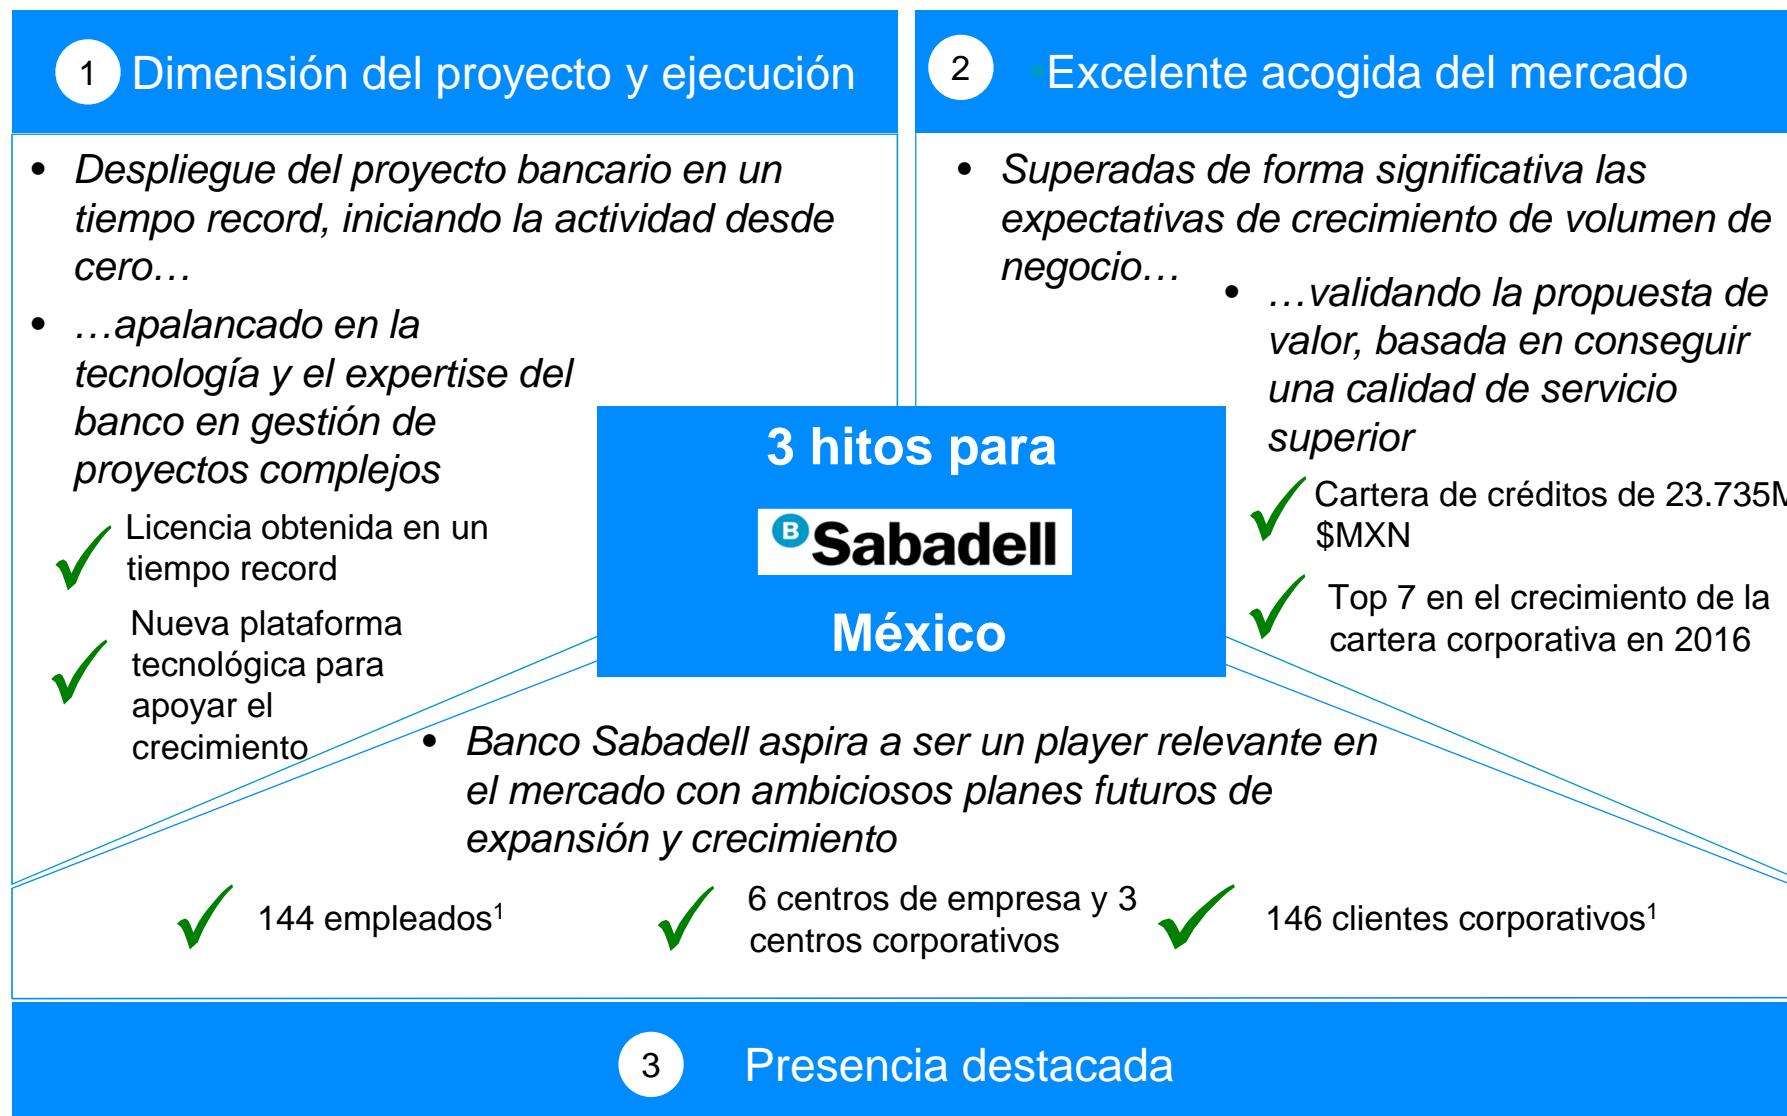 1 Dimensión del proyecto y ejecución
• Despliegue del proyecto bancario en un
tiempo record, iniciando la actividad desde
cero…
• …apalancado en la
tecnología y el expertise del
banco en gestión de
proyectos complejos
Licencia obtenida en un
tiempo record
Nueva plataforma
tecnológica para
apoyar el
crecimiento
2 •Excelente acogida del mercado
• Superadas de forma significativa las
expectativas de crecimiento de volumen de
negocio…
• …validando la propuesta de
valor, basada en conseguir
una calidad de servicio
superior
Cartera de créditos de 23.735M
$MXN
Top 7 en el crecimiento de la
cartera corporativa en 2016
3 hitos para
B Sabadell
México
• Banco Sabadell aspira a ser un player relevante en
el mercado con ambiciosos planes futuros de
expansión y crecimiento
144 empleados¹
6 centros de empresa y 3
centros corporativos
146 clientes corporativos¹
3 Presencia destacada